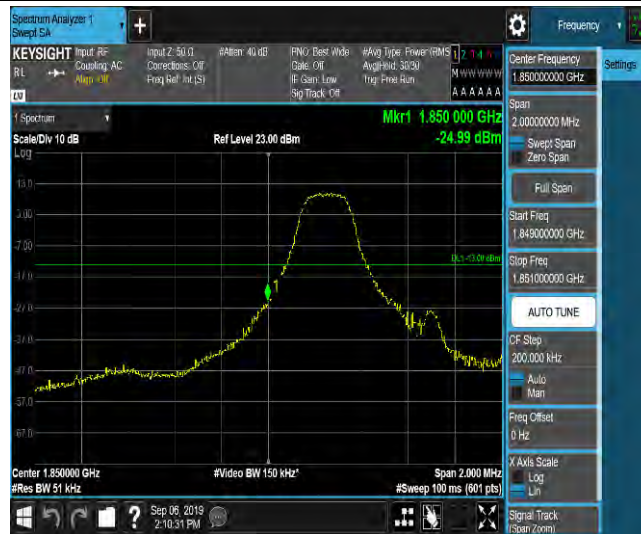 Spectrum Analyzer 1
Swept SA
Frequency
KEYSIGHT
RL
Input: RF
Coupling: AC
Align: Off
Input Z: 50 Ω
Corrections: Off
Freq Ref: Int (S)
#Atten: 40 dB
PNO: Best Wide
Gate: Off
IF Gain: Low
Sig Track: Off
#Avg Type: Power (RMS
Avg|Hold: 30/30
Trig: Free Run
M W W W W W
A A A A A A
LXI
Center Frequency
1.850000000 GHz
Settings
Span
2.00000000 MHz
Swept Span
Zero Span
Full Span
Start Freq
1.849000000 GHz
Stop Freq
1.851000000 GHz
AUTO TUNE
CF Step
200.000 kHz
Auto
Man
Freq Offset
0 Hz
X Axis Scale
Log
Lin
Signal Track
(Span Zoom)
1 Spectrum
Scale/Div 10 dB
Ref Level 23.00 dBm
Mkr1 1.850 000 GHz
-24.99 dBm
Log
13.0
3.00
-7.00
DL1 -13.00 dBm
-17.0
1
-27.0
-37.0
-47.0
-57.0
-67.0
Center 1.850000 GHz
#Video BW 150 kHz*
Span 2.000 MHz
#Res BW 51 kHz
#Sweep 100 ms (601 pts)
Sep 06, 2019
2:10:31 PM